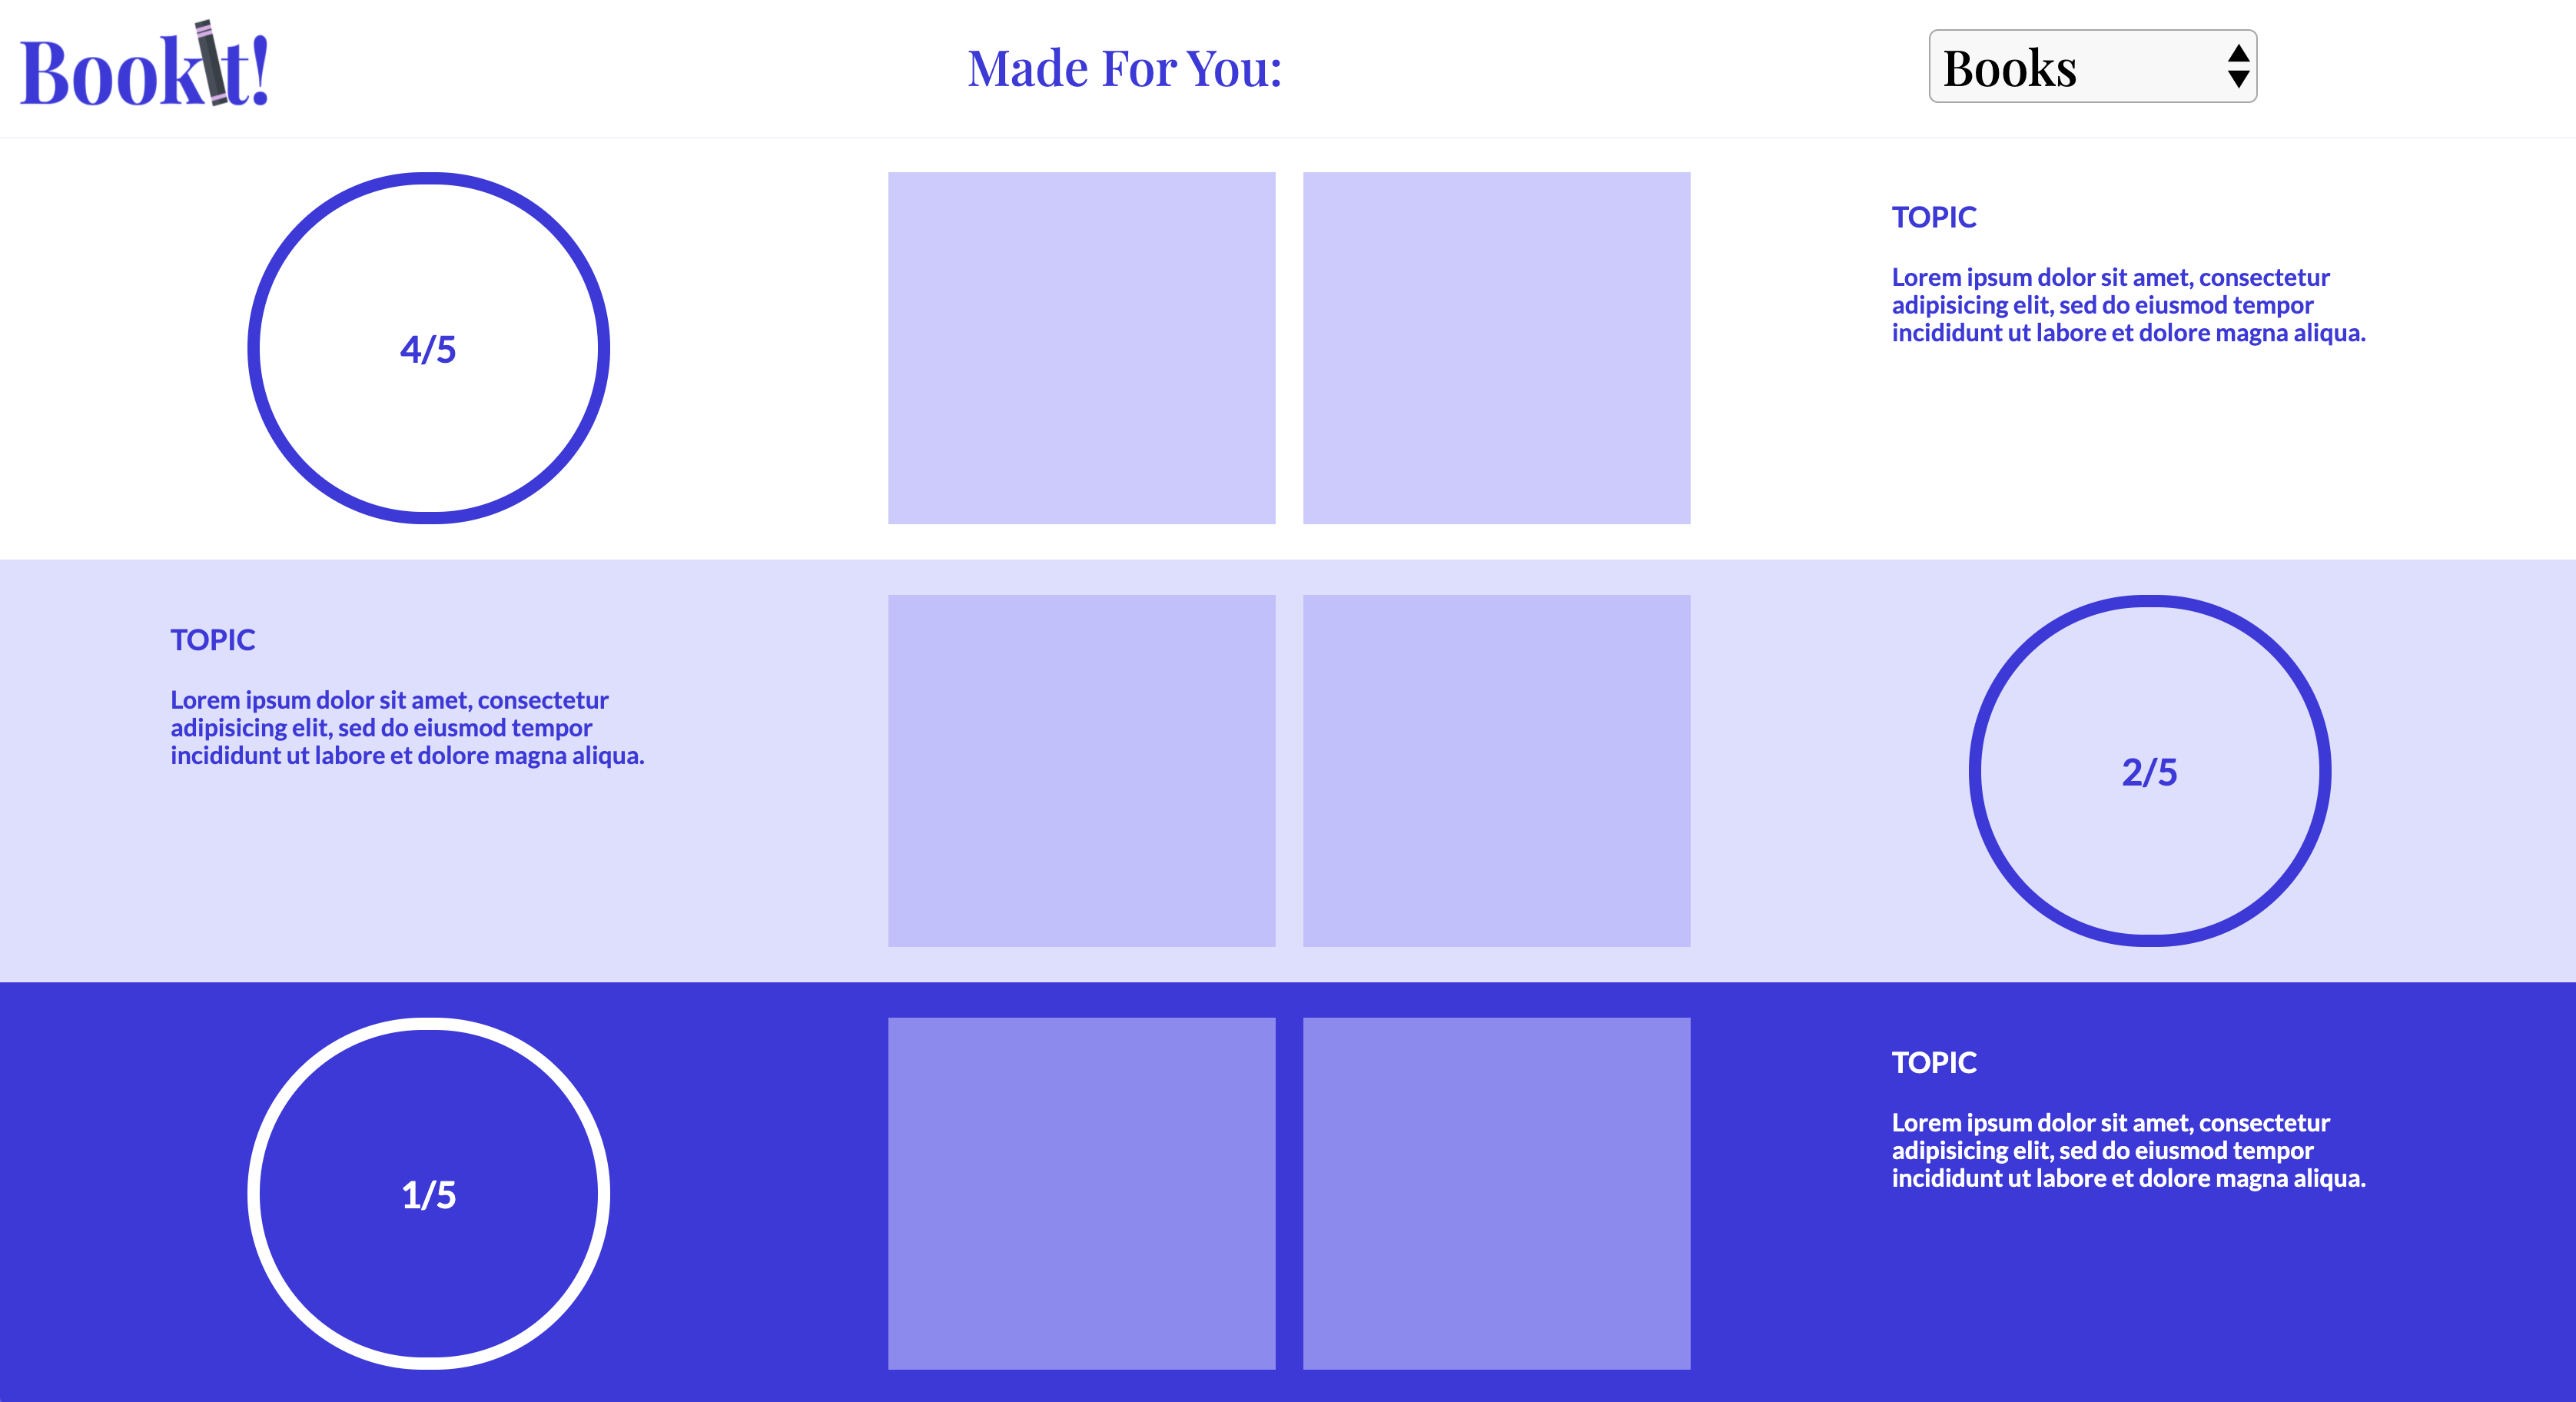 BookIt!
Made For You:
Books
4/5
TOPIC
Lorem ipsum dolor sit amet, consectetur
adipisicing elit, sed do eiusmod tempor
incididunt ut labore et dolore magna aliqua.
TOPIC
Lorem ipsum dolor sit amet, consectetur
adipisicing elit, sed do eiusmod tempor
incididunt ut labore et dolore magna aliqua.
2/5
1/5
TOPIC
Lorem ipsum dolor sit amet, consectetur
adipisicing elit, sed do eiusmod tempor
incididunt ut labore et dolore magna aliqua.